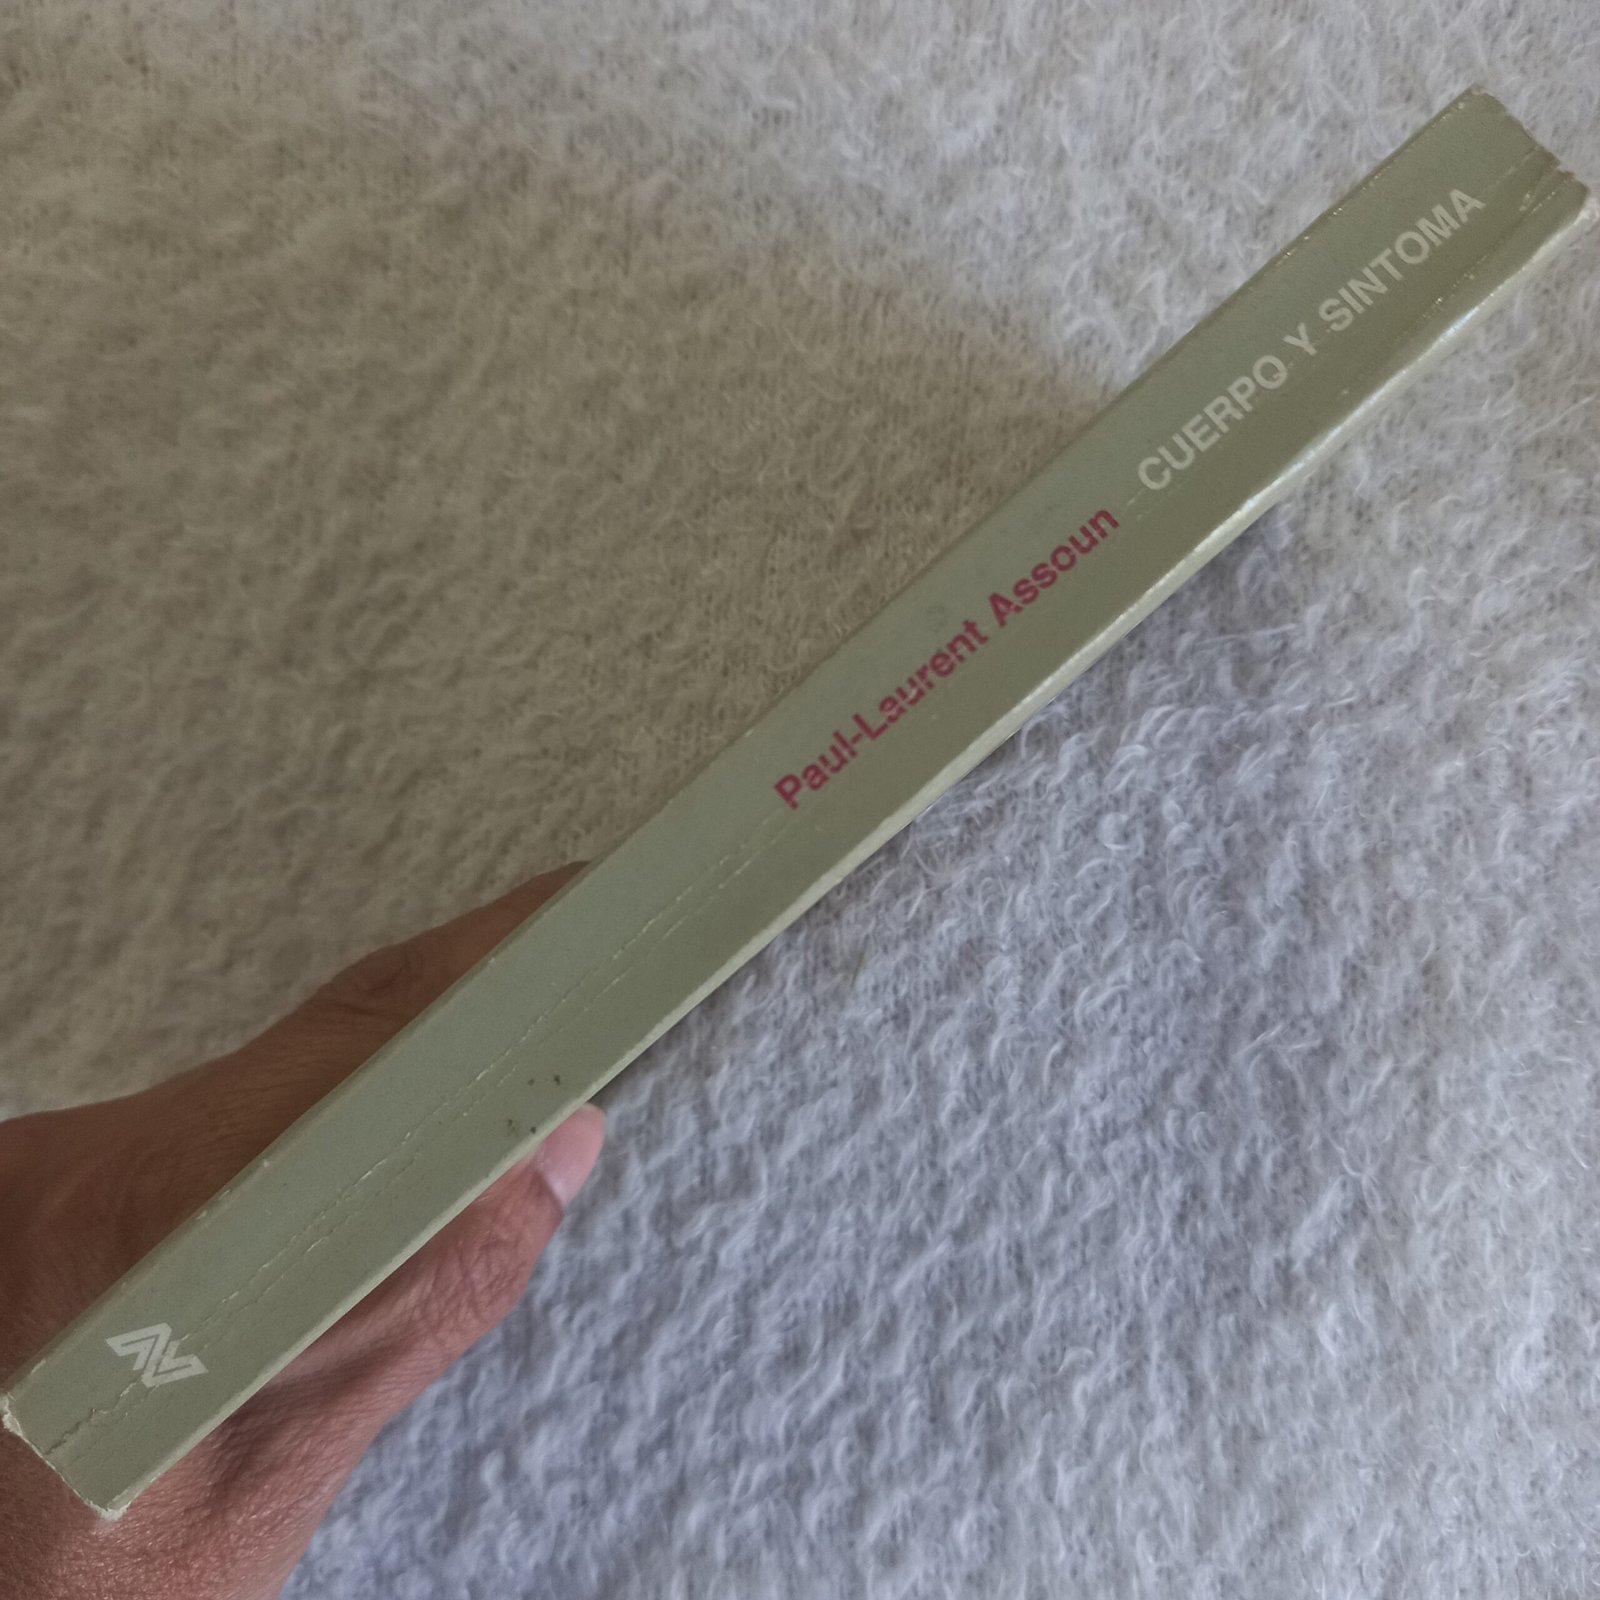 Paul-Laurent Assoun CUERPO Y SINTOMA